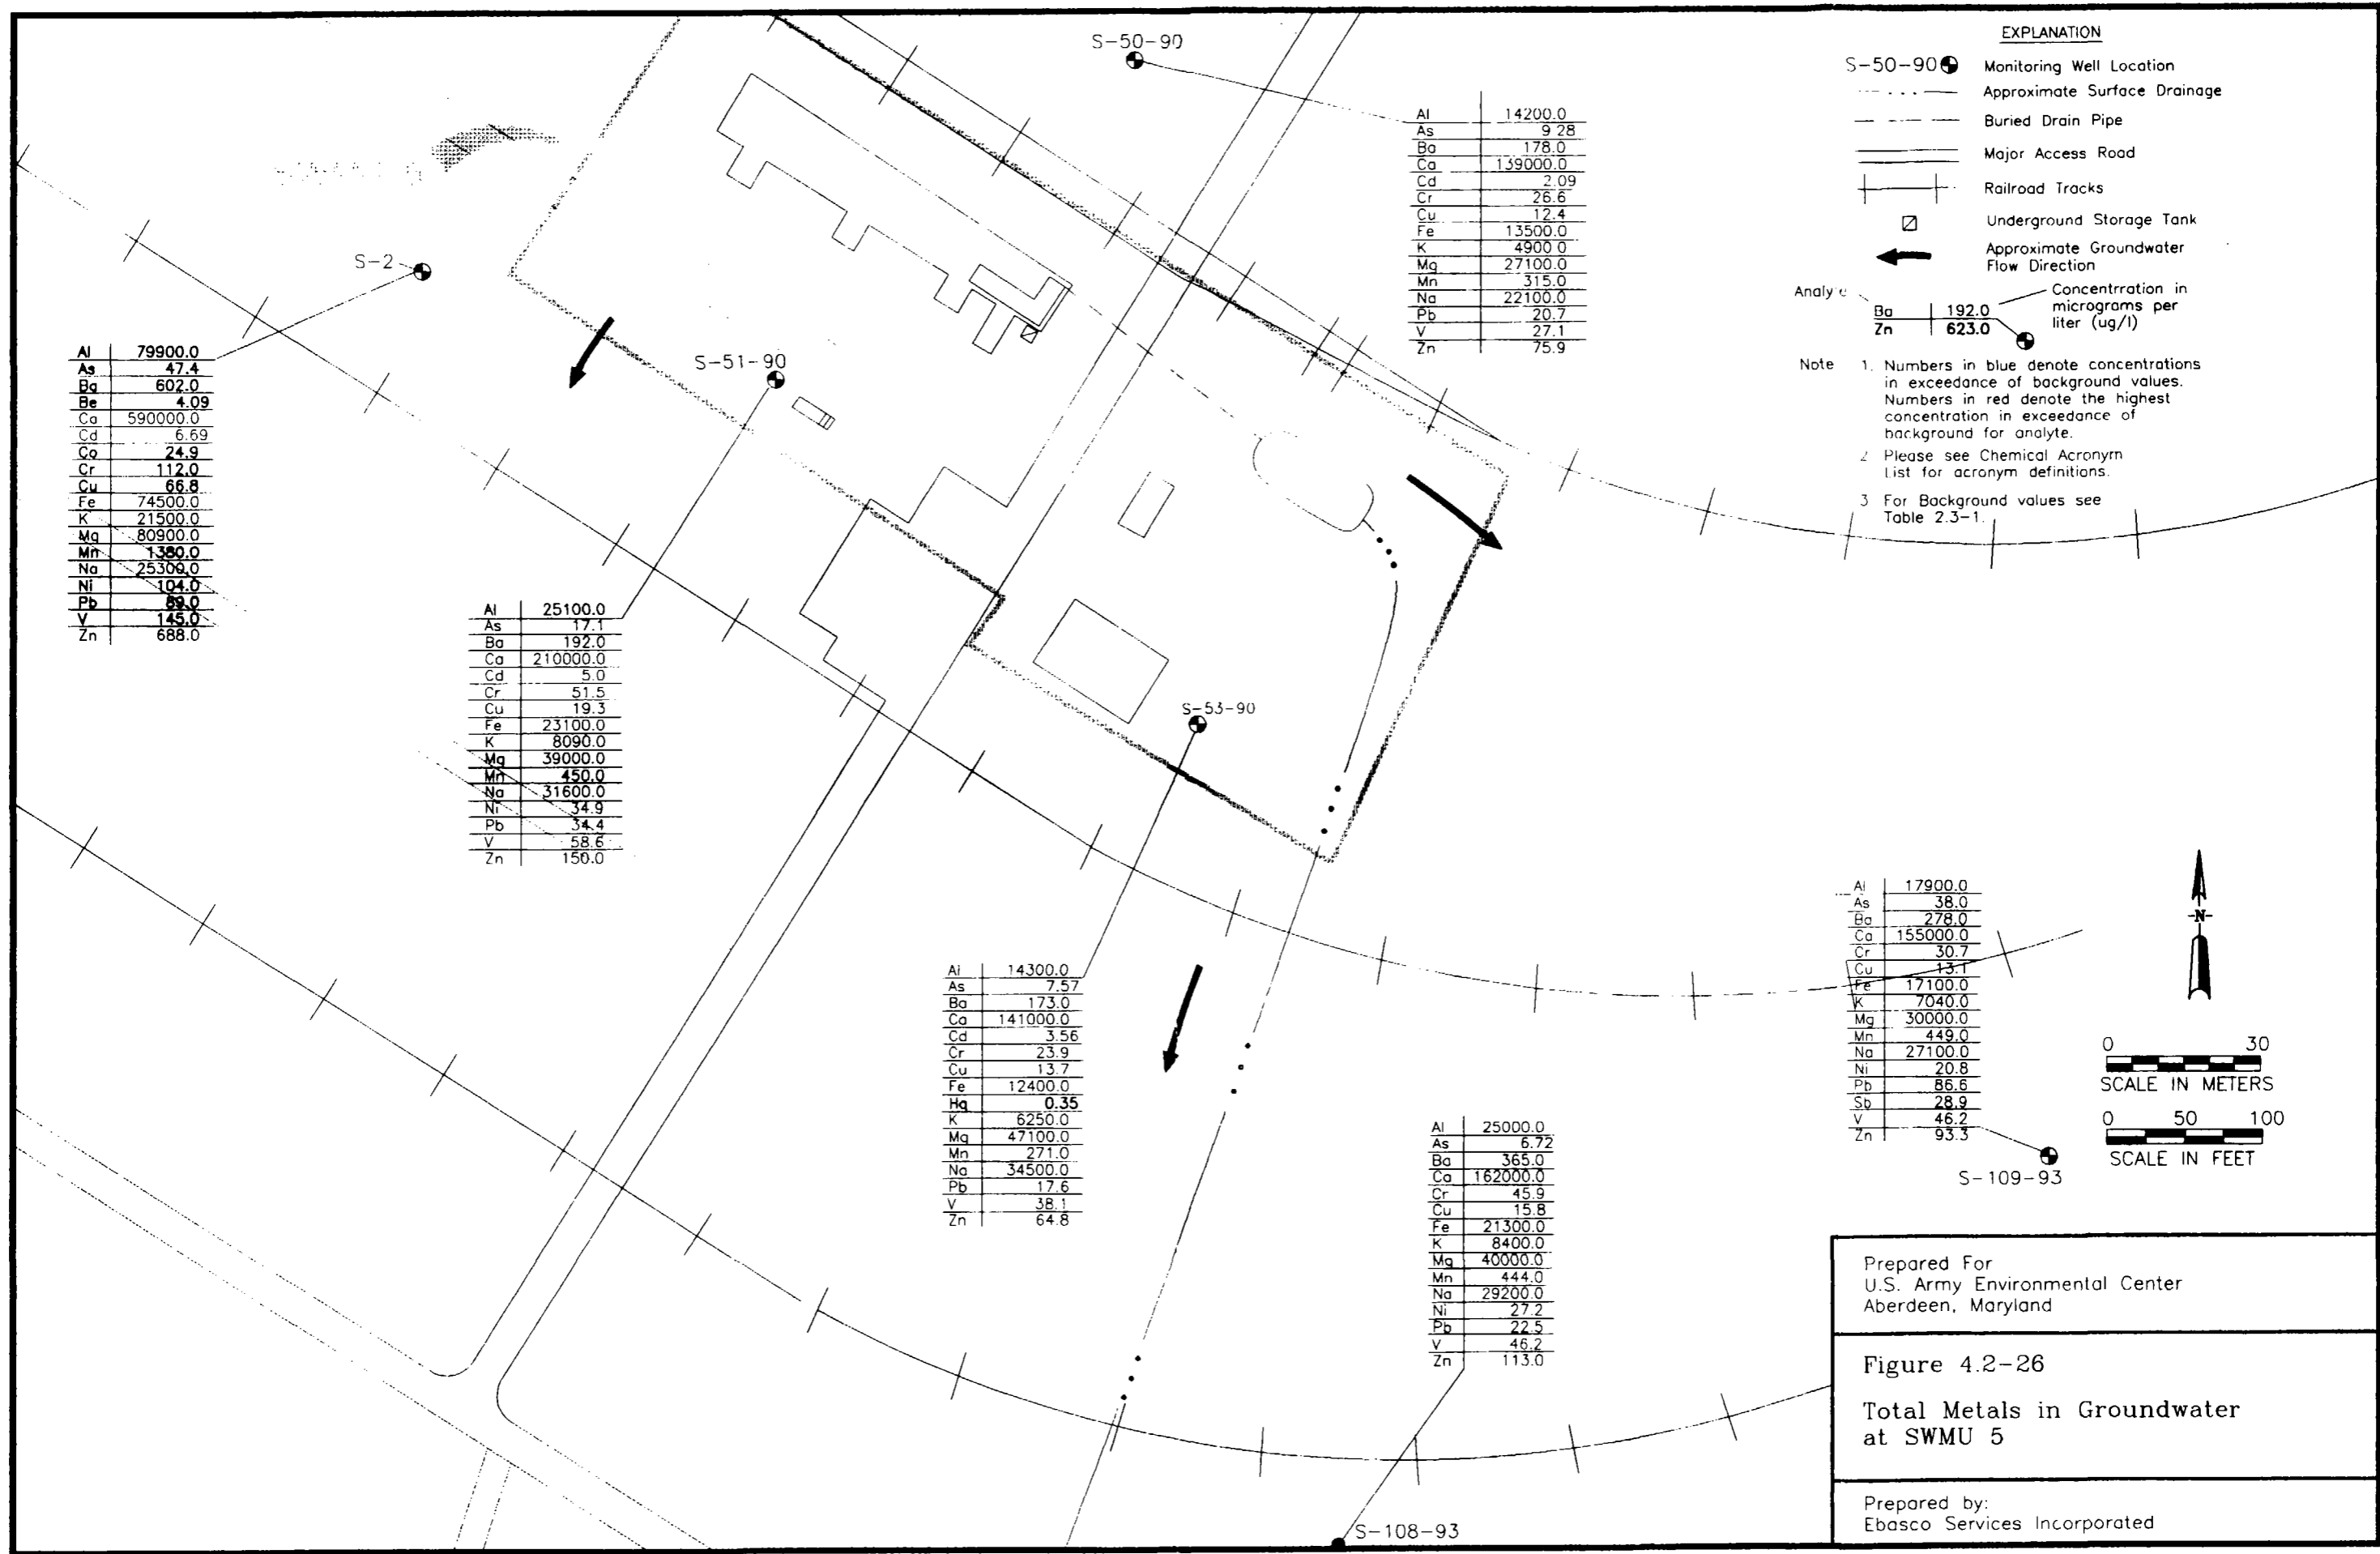 S-50-90
Al 14200.0
As 9 28
Ba 178.0
Ca 139000.0
Cd 2.09
Cr 26.6
Cu 12.4
Fe 13500.0
K 4900 0
Mg 27100.0
Mn 315.0
Na 22100.0
Pb 20.7
V 27.1
Zn 75.9
EXPLANATION
S-50-90 Monitoring Well Location
Approximate Surface Drainage
Buried Drain Pipe
Major Access Road
Railroad Tracks
Underground Storage Tank
Approximate Groundwater
Flow Direction
Analyte
Ba 192.0
Zn 623.0
Concentrration in
micrograms per
liter (ug/l)
Note 1. Numbers in blue denote concentrations
in exceedance of background values.
Numbers in red denote the highest
concentration in exceedance of
background for analyte.
2 Please see Chemical Acronym
List for acronym definitions.
3 For Background values see
Table 2.3-1.
S-2
Al 79900.0
As 47.4
Ba 602.0
Be 4.09
Ca 590000.0
Cd 6.69
Co 24.9
Cr 112.0
Cu 66.8
Fe 74500.0
K 21500.0
Mg 80900.0
Mn 1380.0
Na 25300.0
Ni 104.0
Pb 89.0
V 145.0
Zn 688.0
S-51-90
Al 25100.0
As 17.1
Ba 192.0
Ca 210000.0
Cd 5.0
Cr 51.5
Cu 19.3
Fe 23100.0
K 8090.0
Mg 39000.0
Mn 450.0
Na 31600.0
Ni 34.9
Pb 34.4
V 58.6
Zn 150.0
S-53-90
Al 14300.0
As 7.57
Ba 173.0
Ca 141000.0
Cd 3.56
Cr 23.9
Cu 13.7
Fe 12400.0
Hg 0.35
K 6250.0
Mg 47100.0
Mn 271.0
Na 34500.0
Pb 17.6
V 38.1
Zn 64.8
Al 25000.0
As 6.72
Ba 365.0
Ca 162000.0
Cr 45.9
Cu 15.8
Fe 21300.0
K 8400.0
Mg 40000.0
Mn 444.0
Na 29200.0
Ni 27.2
Pb 22.5
V 46.2
Zn 113.0
S-108-93
Al 17900.0
As 38.0
Ba 278.0
Ca 155000.0
Cr 30.7
Cu 13.1
Fe 17100.0
K 7040.0
Mg 30000.0
Mn 449.0
Na 27100.0
Ni 20.8
Pb 86.6
Sb 28.9
V 46.2
Zn 93.3
S-109-93
-N-
0 30
SCALE IN METERS
0 50 100
SCALE IN FEET
Prepared For
U.S. Army Environmental Center
Aberdeen, Maryland
Figure 4.2-26
Total Metals in Groundwater
at SWMU 5
Prepared by:
Ebasco Services Incorporated